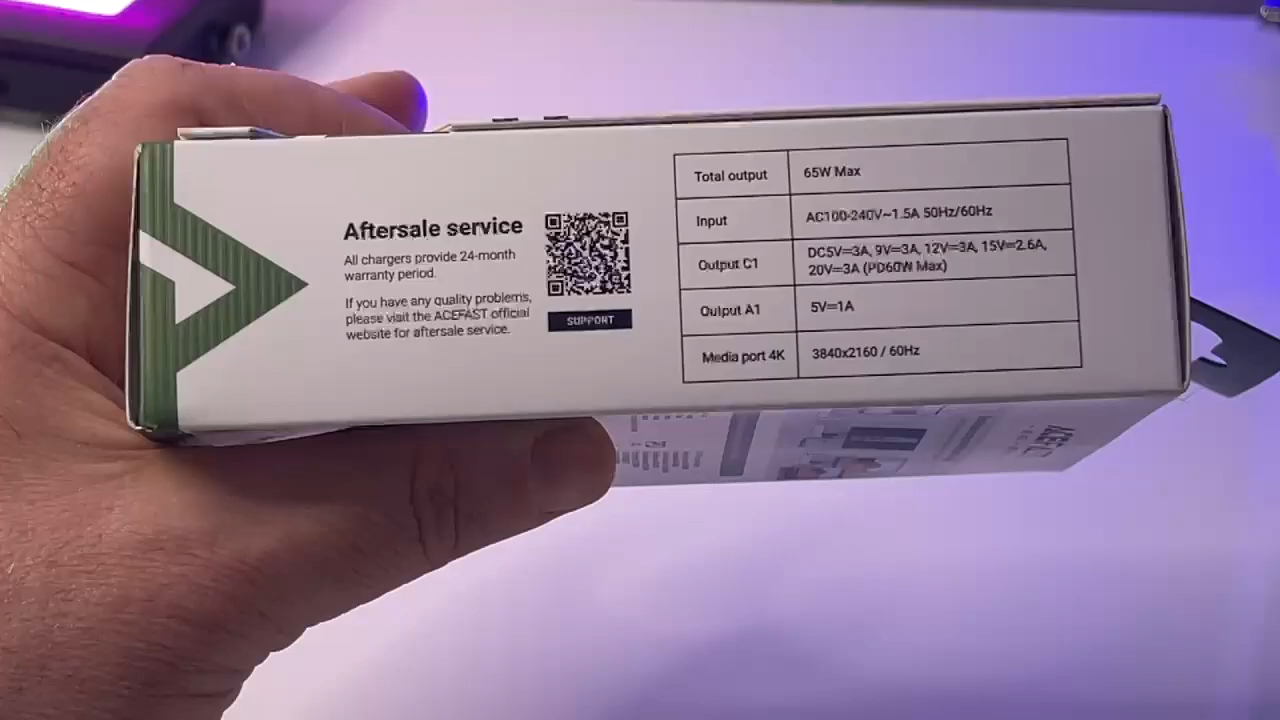 Aftersale service
All chargers provide 24-month
warranty period.
If you have any quality problems,
please visit the ACEFAST official
website for aftersale service.
SUPPORT
Total output 65W Max
Input AC100-240V~1.5A 50Hz/60Hz
Output C1 DC5V⎓3A, 9V⎓3A, 12V⎓3A, 15V⎓2.6A,
20V⎓3A (PD60W Max)
Output A1 5V⎓1A
Media port 4K 3840x2160 / 60Hz